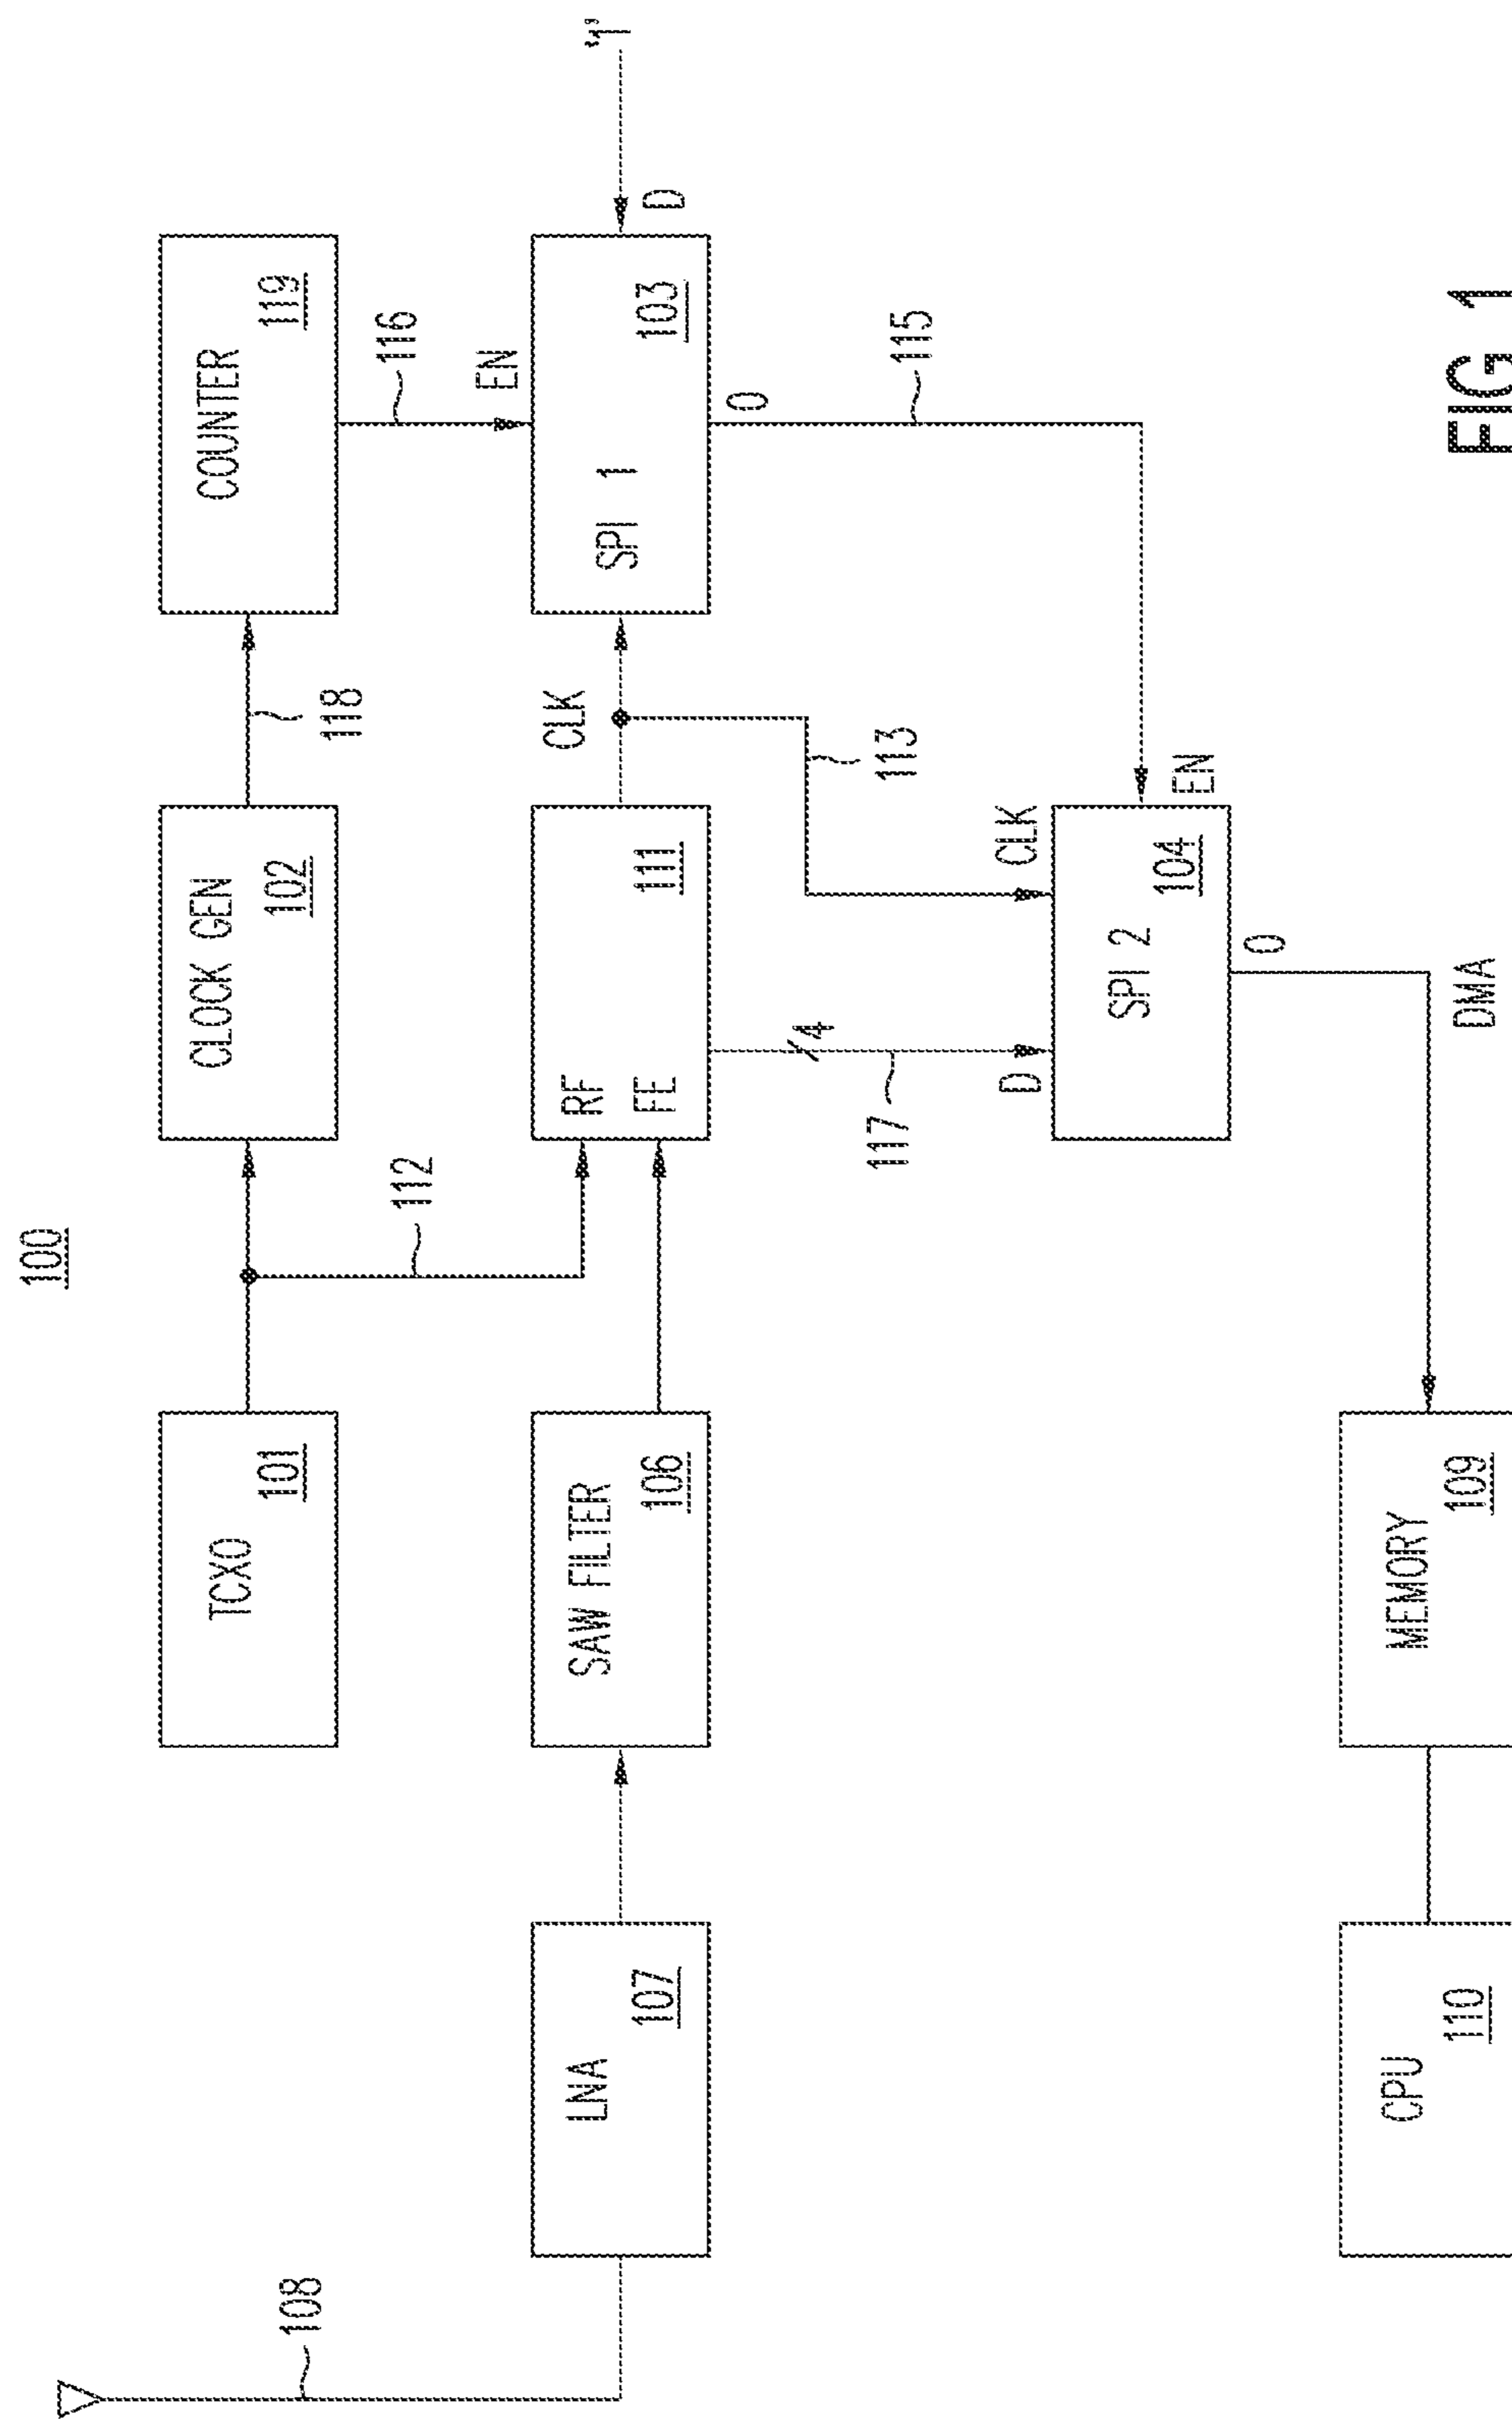 100
TCXO
101
CLOCK GEN
102
118
COUNTER
119
112
116
108
LNA
107
SAW FILTER
106
RF
FE
111
CLK
EN
SPI 1
103
D
"1"
O
113
115
117
4
D
CLK
SPI 2
104
EN
O
DMA
CPU
110
MEMORY
109
FIG 1